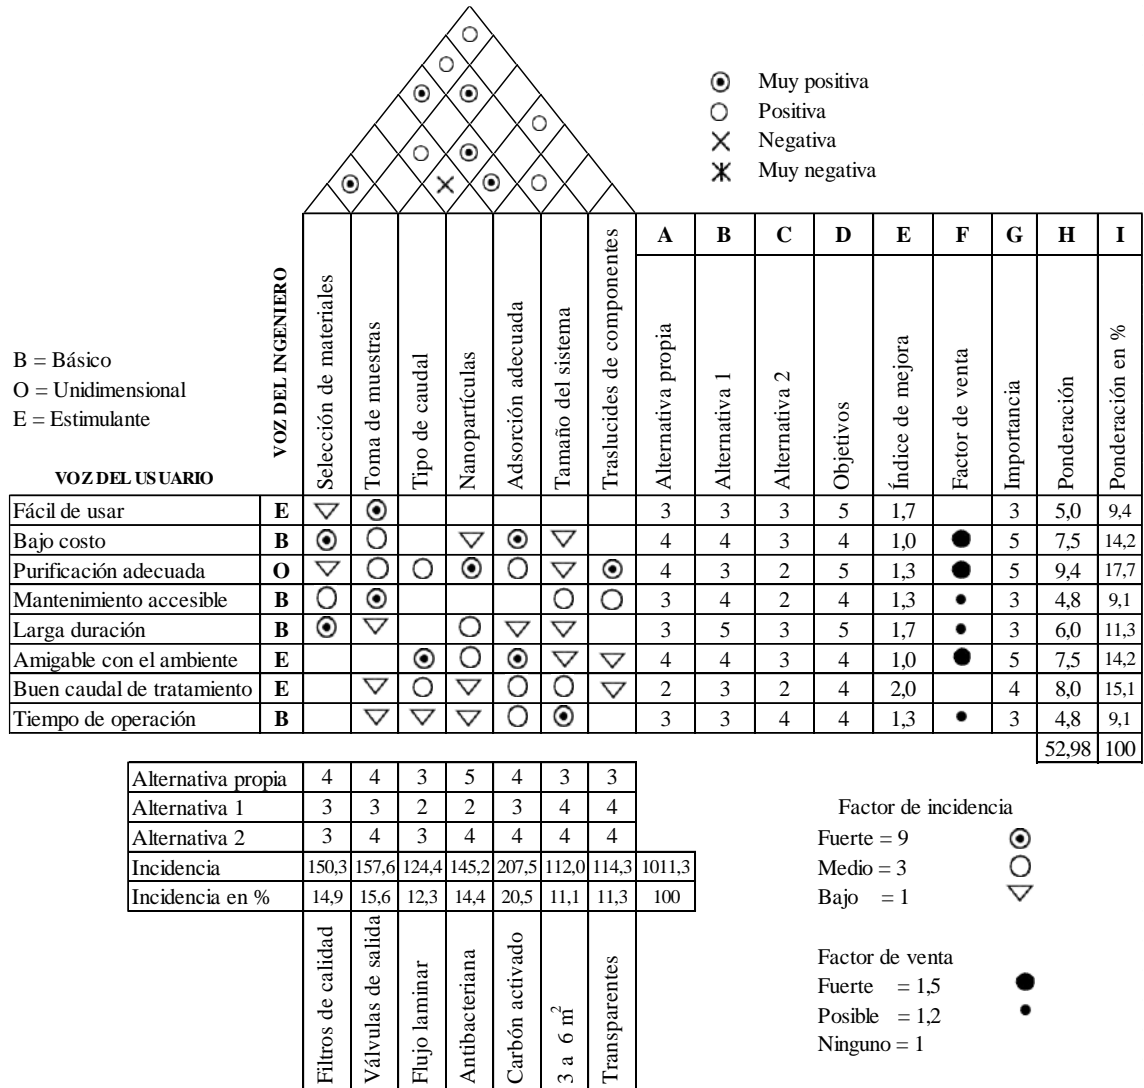 Muy positiva
Positiva
Negativa
Muy negativa
A B C D E F G H I
B = Básico
O = Unidimensional
E = Estimulante
VOZ DEL INGENIERO
Selección de materiales
Toma de muestras
Tipo de caudal
Nanopartículas
Adsorción adecuada
Tamaño del sistema
Traslucides de componentes
Alternativa propia
Alternativa 1
Alternativa 2
Objetivos
Índice de mejora
Factor de venta
Importancia
Ponderación
Ponderación en %
VOZ DEL USUARIO
Fácil de usar E 3 3 3 5 1,7 3 5,0 9,4
Bajo costo B 4 4 3 4 1,0 5 7,5 14,2
Purificación adecuada O 4 3 2 5 1,3 5 9,4 17,7
Mantenimiento accesible B 3 4 2 4 1,3 3 4,8 9,1
Larga duración B 3 5 3 5 1,7 3 6,0 11,3
Amigable con el ambiente E 4 4 3 4 1,0 5 7,5 14,2
Buen caudal de tratamiento E 2 3 2 4 2,0 4 8,0 15,1
Tiempo de operación B 3 3 4 4 1,3 3 4,8 9,1
52,98 100
Alternativa propia 4 4 3 5 4 3 3
Alternativa 1 3 3 2 2 3 4 4
Alternativa 2 3 4 3 4 4 4 4
Incidencia 150,3 157,6 124,4 145,2 207,5 112,0 114,3 1011,3
Incidencia en % 14,9 15,6 12,3 14,4 20,5 11,1 11,3 100
Filtros de calidad
Válvulas de salida
Flujo laminar
Antibacteriana
Carbón activado
3 a 6 m²
Transparentes
Factor de incidencia
Fuerte = 9
Medio = 3
Bajo = 1
Factor de venta
Fuerte = 1,5
Posible = 1,2
Ninguno = 1